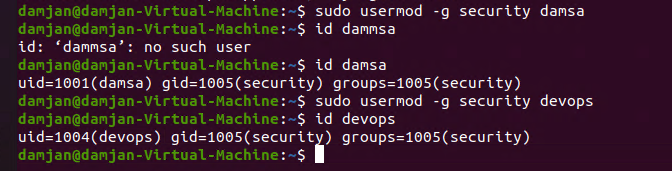 damjan@damjan-Virtual-Machine:~$ sudo usermod -g security damsa
damjan@damjan-Virtual-Machine:~$ id dammsa
id: ‘dammsa’: no such user
damjan@damjan-Virtual-Machine:~$ id damsa
uid=1001(damsa) gid=1005(security) groups=1005(security)
damjan@damjan-Virtual-Machine:~$ sudo usermod -g security devops
damjan@damjan-Virtual-Machine:~$ id devops
uid=1004(devops) gid=1005(security) groups=1005(security)
damjan@damjan-Virtual-Machine:~$